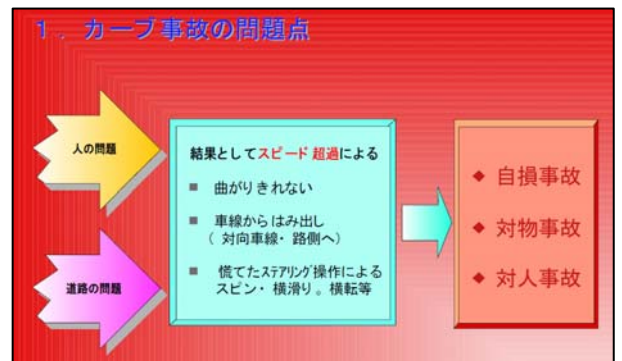 1．カーブ事故の問題点
人の問題
道路の問題
結果としてスピード超過による
■ 曲がりきれない
■ 車線からはみ出し
（対向車線・路側へ）
■ 慌てたステアリング操作による
スピン・横滑り。横転等
◆ 自損事故
◆ 対物事故
◆ 対人事故